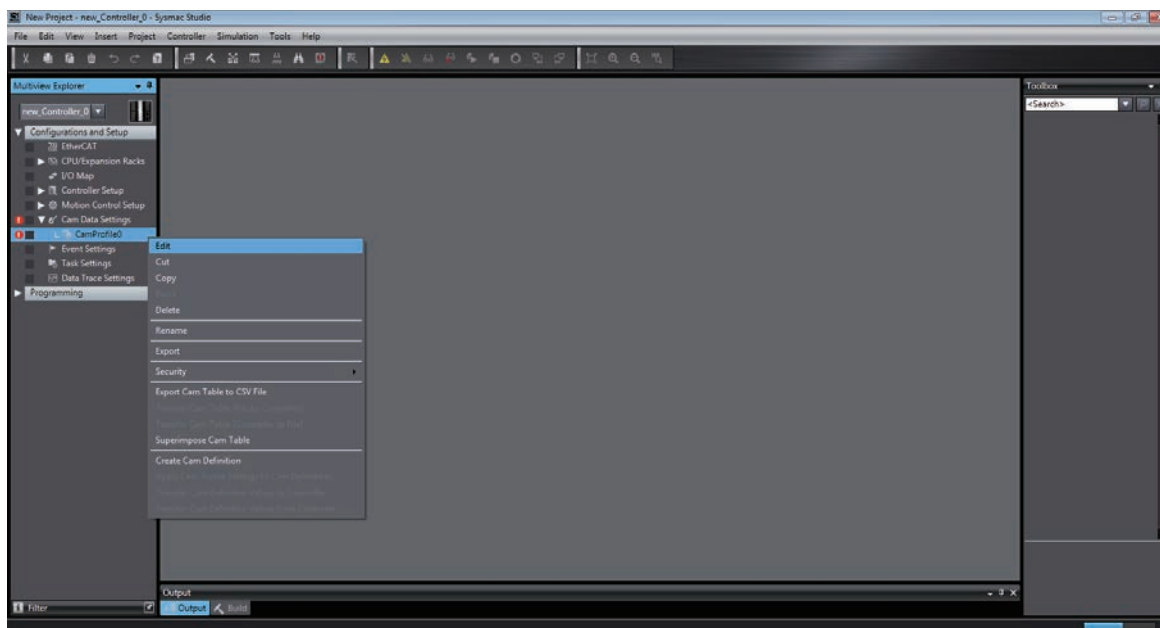 New Project - new_Controller_0 - Sysmac Studio
File Edit View Insert Project Controller Simulation Tools Help
Multiview Explorer
new_Controller_0
Configurations and Setup
EtherCAT
CPU/Expansion Racks
I/O Map
Controller Setup
Motion Control Setup
Cam Data Settings
CamProfile0
Event Settings
Task Settings
Data Trace Settings
Programming
Filter
Edit
Cut
Copy
Delete
Rename
Export
Security
Export Cam Table to CSV File
Superimpose Cam Table
Create Cam Definition
Output
Output Build
Toolbox
<Search>